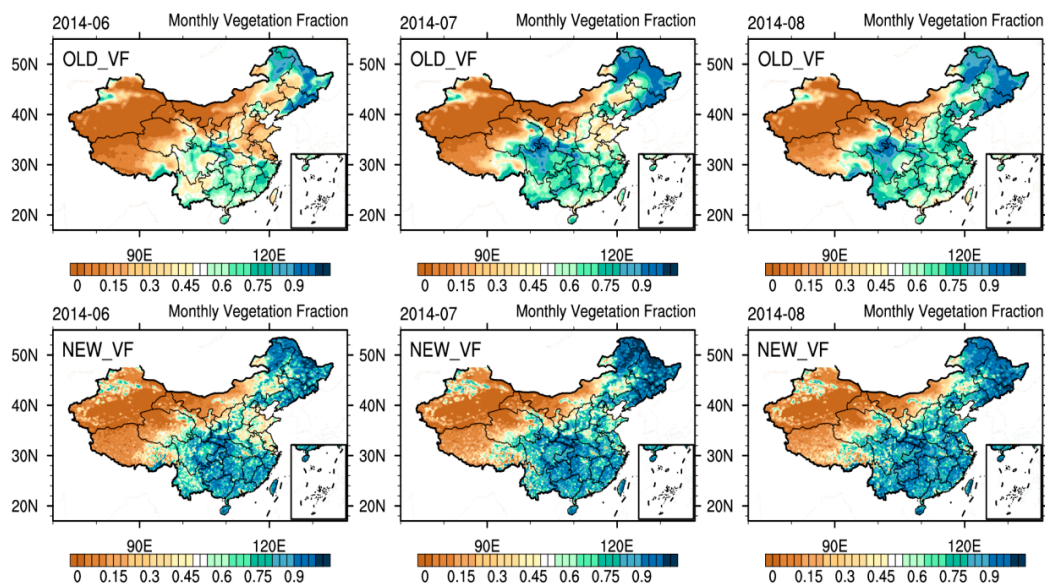 2014-06 Monthly Vegetation Fraction
OLD_VF
50N
40N
30N
20N
90E 120E
0 0.15 0.3 0.45 0.6 0.75 0.9
2014-07 Monthly Vegetation Fraction
OLD_VF
50N
40N
30N
20N
90E 120E
0 0.15 0.3 0.45 0.6 0.75 0.9
2014-08 Monthly Vegetation Fraction
OLD_VF
50N
40N
30N
20N
90E 120E
0 0.15 0.3 0.45 0.6 0.75 0.9
2014-06 Monthly Vegetation Fraction
NEW_VF
50N
40N
30N
20N
90E 120E
0 0.15 0.3 0.45 0.6 0.75 0.9
2014-07 Monthly Vegetation Fraction
NEW_VF
50N
40N
30N
20N
90E 120E
0 0.15 0.3 0.45 0.6 0.75 0.9
2014-08 Monthly Vegetation Fraction
NEW_VF
50N
40N
30N
20N
90E 120E
0 0.15 0.3 0.45 0.6 0.75 0.9